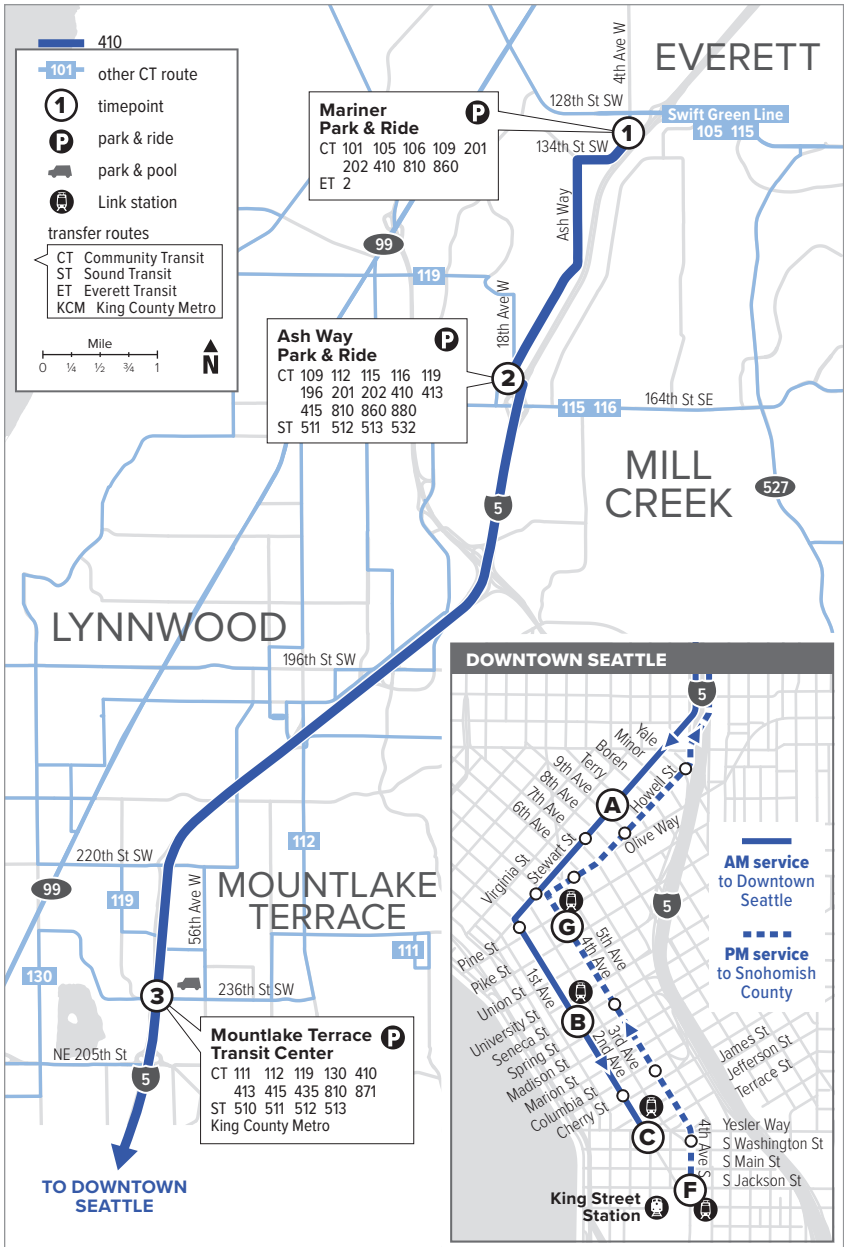 410
101 other CT route
1 timepoint
P park & ride
park & pool
Link station
transfer routes
CT Community Transit
ST Sound Transit
ET Everett Transit
KCM King County Metro
Mile
0 ¼ ½ ¾ 1
N
EVERETT
4th Ave W
128th St SW
Swift Green Line
105 115
Mariner
Park & Ride
P
CT 101 105 106 109 201
202 410 810 860
ET 2
1
134th St SW
Ash Way
99
119
18th Ave W
Ash Way
Park & Ride
P
CT 109 112 115 116 119
196 201 202 410 413
415 810 860 880
ST 511 512 513 532
2
115 116
164th St SE
MILL
CREEK
527
5
LYNNWOOD
196th St SW
220th St SW
99
119
56th Ave W
112
MOUNTLAKE
TERRACE
111
130
3
236th St SW
NE 205th St
5
Mountlake Terrace
Transit Center
P
CT 111 112 119 130 410
413 415 435 810 871
ST 510 511 512 513
King County Metro
TO DOWNTOWN
SEATTLE
DOWNTOWN SEATTLE
5
Yale
Minor
Boren
Terry
9th Ave
8th Ave
7th Ave
6th Ave
A
Howell St
Olive Way
Stewart St
Virginia St
G
5th Ave
4th Ave
5
AM service
to Downtown
Seattle
PM service
to Snohomish
County
Pine St
Pike St
Union St
University St
Seneca St
Spring St
Madison St
Marion St
Columbia St
Cherry St
1st Ave
B
2nd Ave
3rd Ave
James St
Jefferson St
Terrace St
C
4th Ave S
Yesler Way
S Washington St
S Main St
S Jackson St
F
King Street
Station